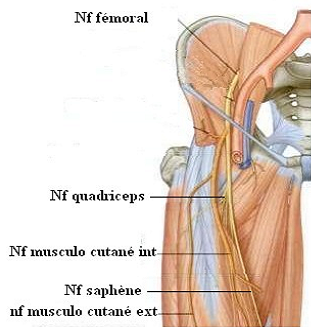 Nf fémoral
Nf quadriceps
Nf musculo cutané int
Nf saphène
nf musculo cutané ext